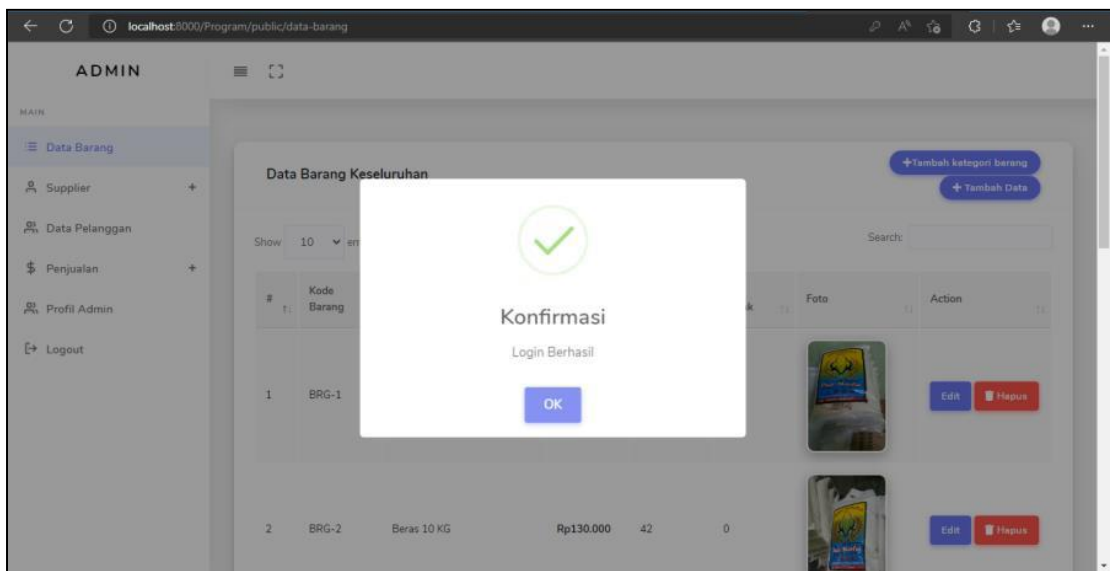 localhost:8000/Program/public/data-barang
ADMIN
MAIN
Data Barang
Supplier +
Data Pelanggan
Penjualan +
Profil Admin
Logout
Data Barang Keseluruhan
+Tambah kategori barang
+ Tambah Data
Show 10
Search:
#
Kode
Barang
Foto
Action
Konfirmasi
Login Berhasil
OK
1 BRG-1
Edit Hapus
2 BRG-2 Beras 10 KG Rp130.000 42 0
Edit Hapus